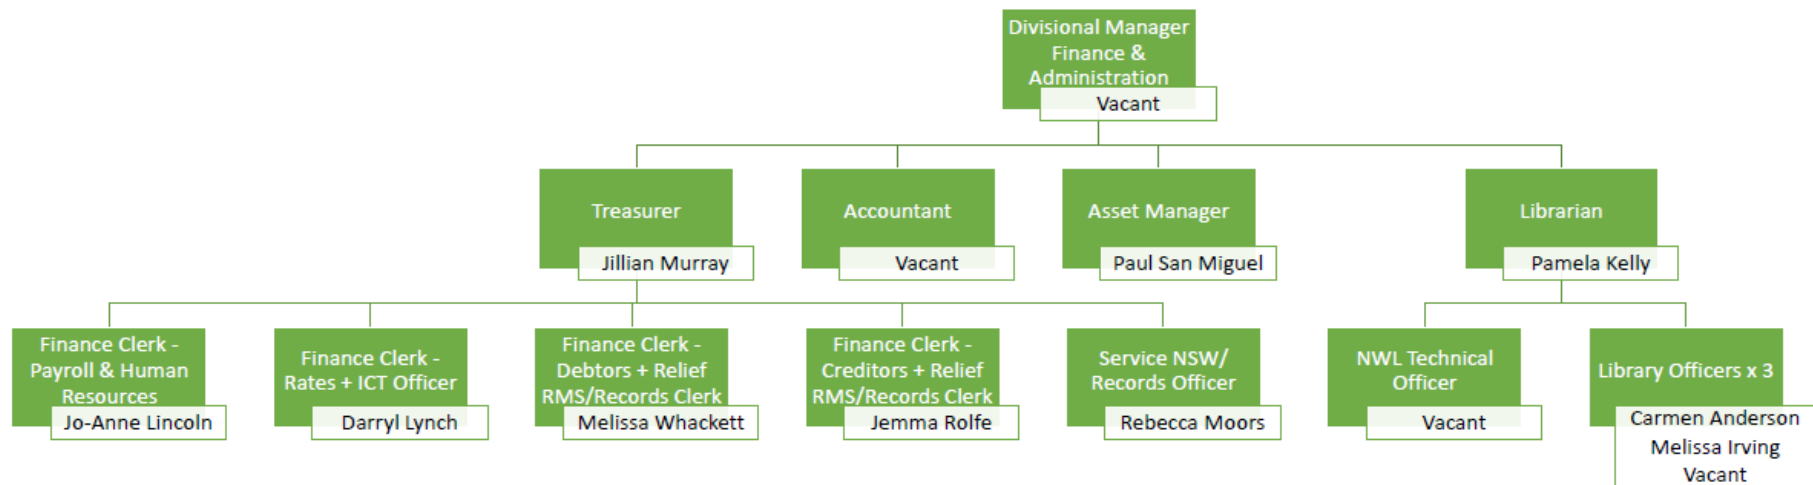 Divisional Manager
Finance &
Administration
Vacant
Treasurer
Jillian Murray
Accountant
Vacant
Asset Manager
Paul San Miguel
Librarian
Pamela Kelly
Finance Clerk -
Payroll & Human
Resources
Jo-Anne Lincoln
Finance Clerk -
Rates + ICT Officer
Darryl Lynch
Finance Clerk -
Debtors + Relief
RMS/Records Clerk
Melissa Whackett
Finance Clerk -
Creditors + Relief
RMS/Records Clerk
Jemma Rolfe
Service NSW/
Records Officer
Rebecca Moors
NWL Technical
Officer
Vacant
Library Officers x 3
Carmen Anderson
Melissa Irving
Vacant